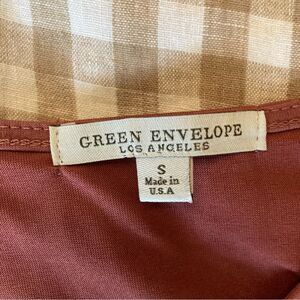 GREEN ENVELOPE
LOS ANGELES
S
Made in
U.S.A